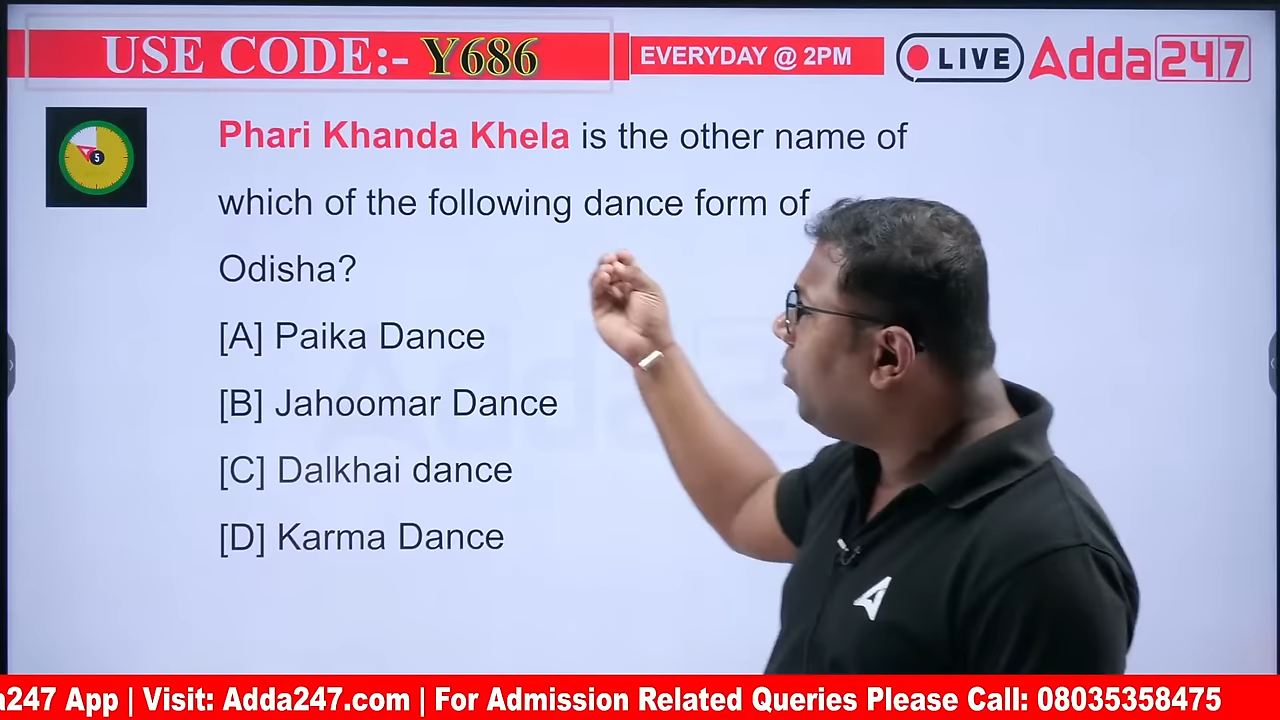 USE CODE:- Y686
EVERYDAY @ 2PM
LIVE
Adda247
5
Phari Khanda Khela is the other name of
which of the following dance form of
Odisha?
[A] Paika Dance
[B] Jahoomar Dance
[C] Dalkhai dance
[D] Karma Dance
a247 App | Visit: Adda247.com | For Admission Related Queries Please Call: 08035358475